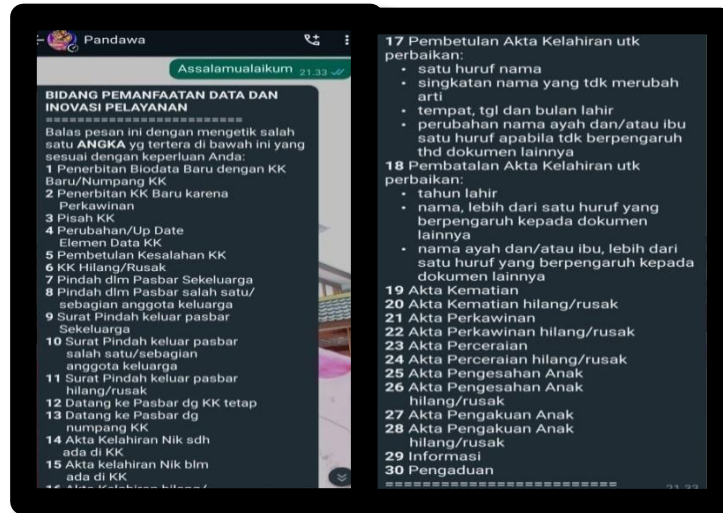 Pandawa
Assalamualaikum 21.33
BIDANG PEMANFAATAN DATA DAN
INOVASI PELAYANAN
=========================
Balas pesan ini dengan mengetik salah
satu ANGKA yg tertera di bawah ini yang
sesuai dengan keperluan Anda:
1 Penerbitan Biodata Baru dengan KK
Baru/Numpang KK
2 Penerbitan KK Baru karena
Perkawinan
3 Pisah KK
4 Perubahan/Up Date
Elemen Data KK
5 Pembetulan Kesalahan KK
6 KK Hilang/Rusak
7 Pindah dlm Pasbar Sekeluarga
8 Pindah dlm Pasbar salah satu/
sebagian anggota keluarga
9 Surat Pindah keluar pasbar
Sekeluarga
10 Surat Pindah keluar pasbar
salah satu/sebagian
anggota keluarga
11 Surat Pindah keluar pasbar
hilang/rusak
12 Datang ke Pasbar dg KK tetap
13 Datang ke Pasbar dg
numpang KK
14 Akta Kelahiran Nik sdh
ada di KK
15 Akta kelahiran Nik blm
ada di KK
16 Akta Kelahiran hilang/
17 Pembetulan Akta Kelahiran utk
perbaikan:
• satu huruf nama
• singkatan nama yang tdk merubah
arti
• tempat, tgl dan bulan lahir
• perubahan nama ayah dan/atau ibu
satu huruf apabila tdk berpengaruh
thd dokumen lainnya
18 Pembatalan Akta Kelahiran utk
perbaikan:
• tahun lahir
• nama, lebih dari satu huruf yang
berpengaruh kepada dokumen
lainnya
• nama ayah dan/atau ibu, lebih dari
satu huruf yang berpengaruh kepada
dokumen lainnya
19 Akta Kematian
20 Akta Kematian hilang/rusak
21 Akta Perkawinan
22 Akta Perkawinan hilang/rusak
23 Akta Perceraian
24 Akta Perceraian hilang/rusak
25 Akta Pengesahan Anak
26 Akta Pengesahan Anak
hilang/rusak
27 Akta Pengakuan Anak
28 Akta Pengakuan Anak
hilang/rusak
29 Informasi
30 Pengaduan
=========================
21.33